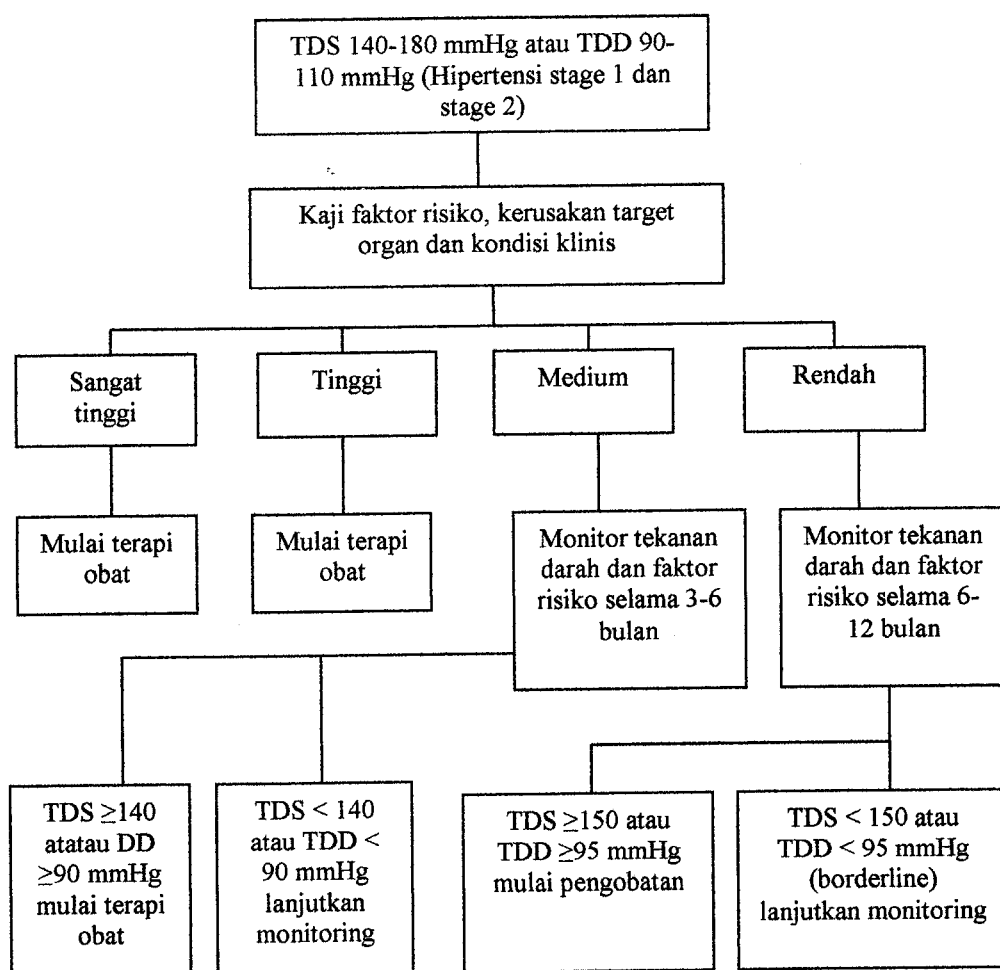 TDS 140-180 mmHg atau TDD 90-
110 mmHg (Hipertensi stage 1 dan
stage 2)
Kaji faktor risiko, kerusakan target
organ dan kondisi klinis
Sangat
tinggi
Tinggi
Medium
Rendah
Mulai terapi
obat
Mulai terapi
obat
Monitor tekanan
darah dan faktor
risiko selama 3-6
bulan
Monitor tekanan
darah dan faktor
risiko selama 6-
12 bulan
TDS ≥140
atatau DD
≥90 mmHg
mulai terapi
obat
TDS < 140
atau TDD <
90 mmHg
lanjutkan
monitoring
TDS ≥150 atau
TDD ≥95 mmHg
mulai pengobatan
TDS < 150 atau
TDD < 95 mmHg
(borderline)
lanjutkan monitoring